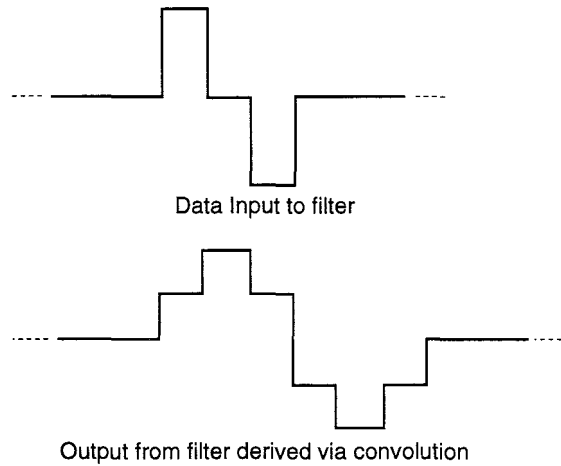 Data Input to filter
Output from filter derived via convolution